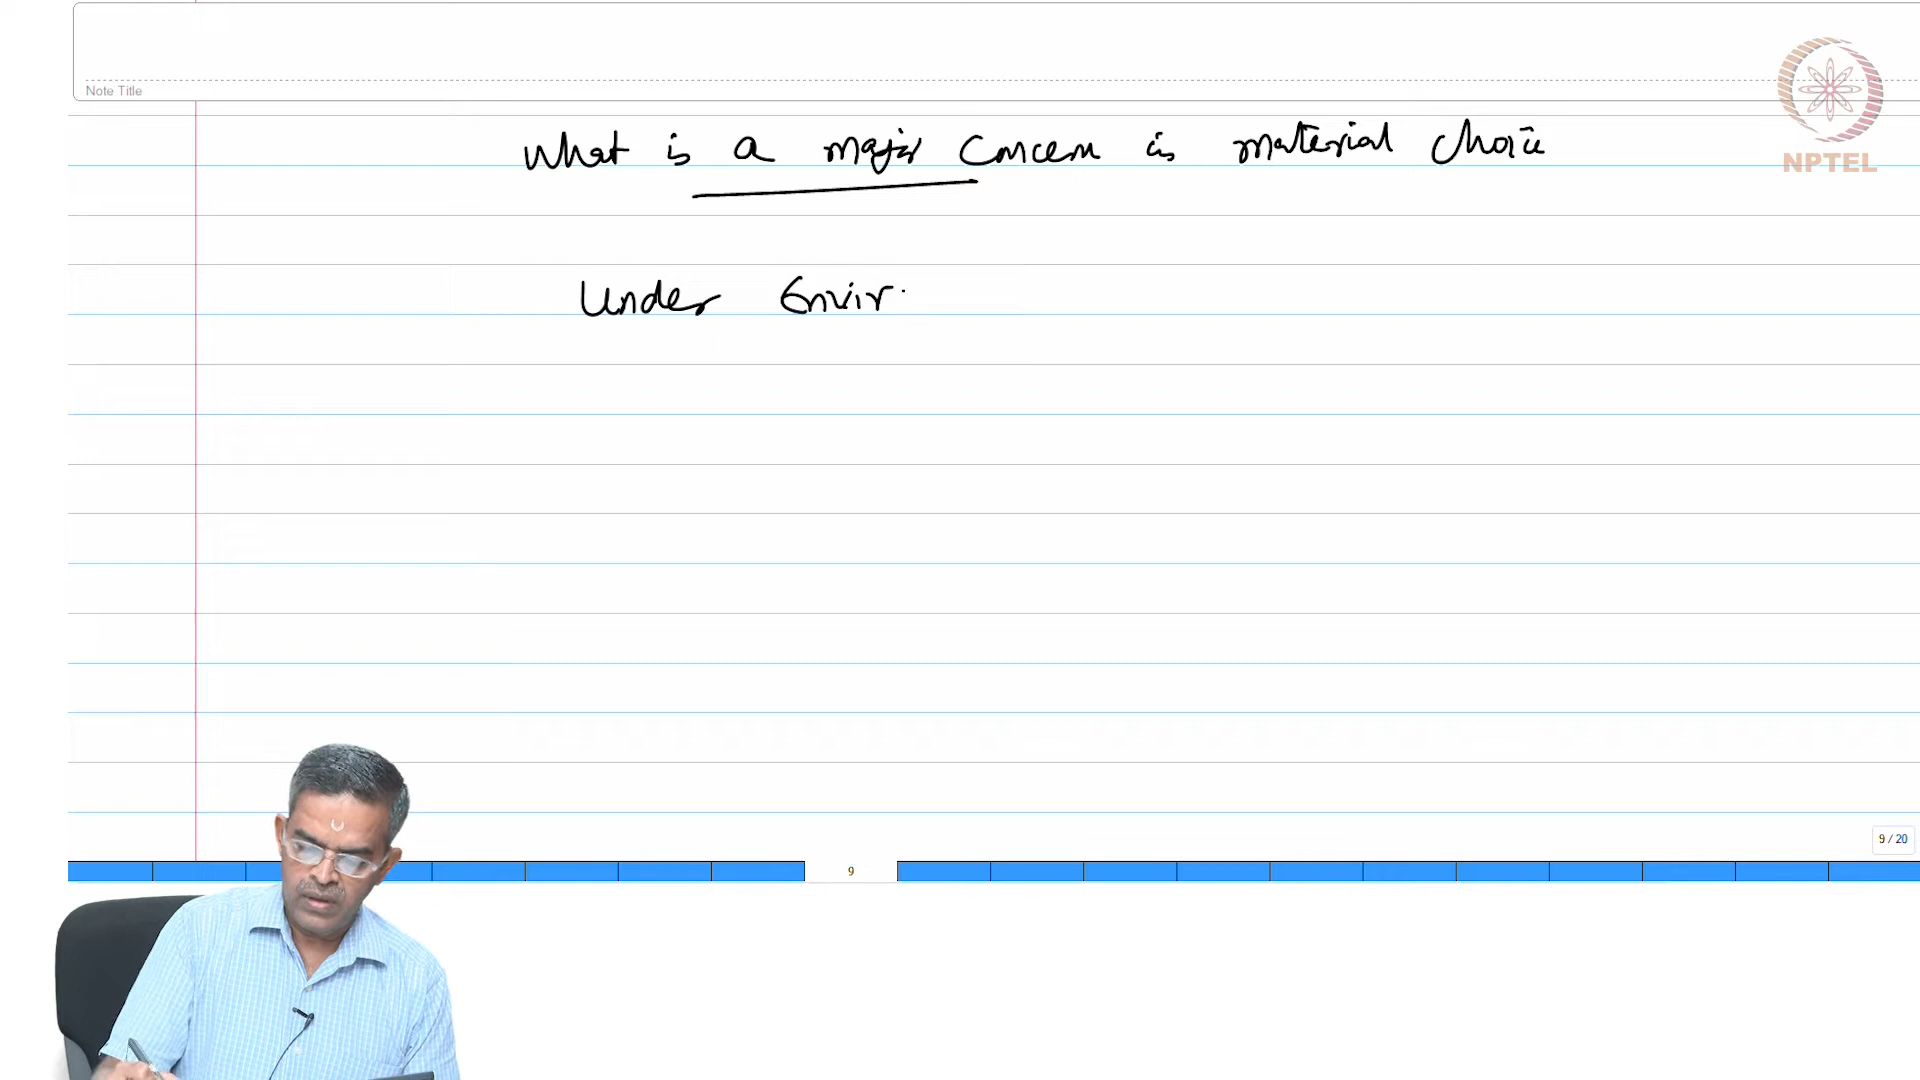 Note Title
What is a major concern is material choice
Under Envir
NPTEL
9 / 20
9